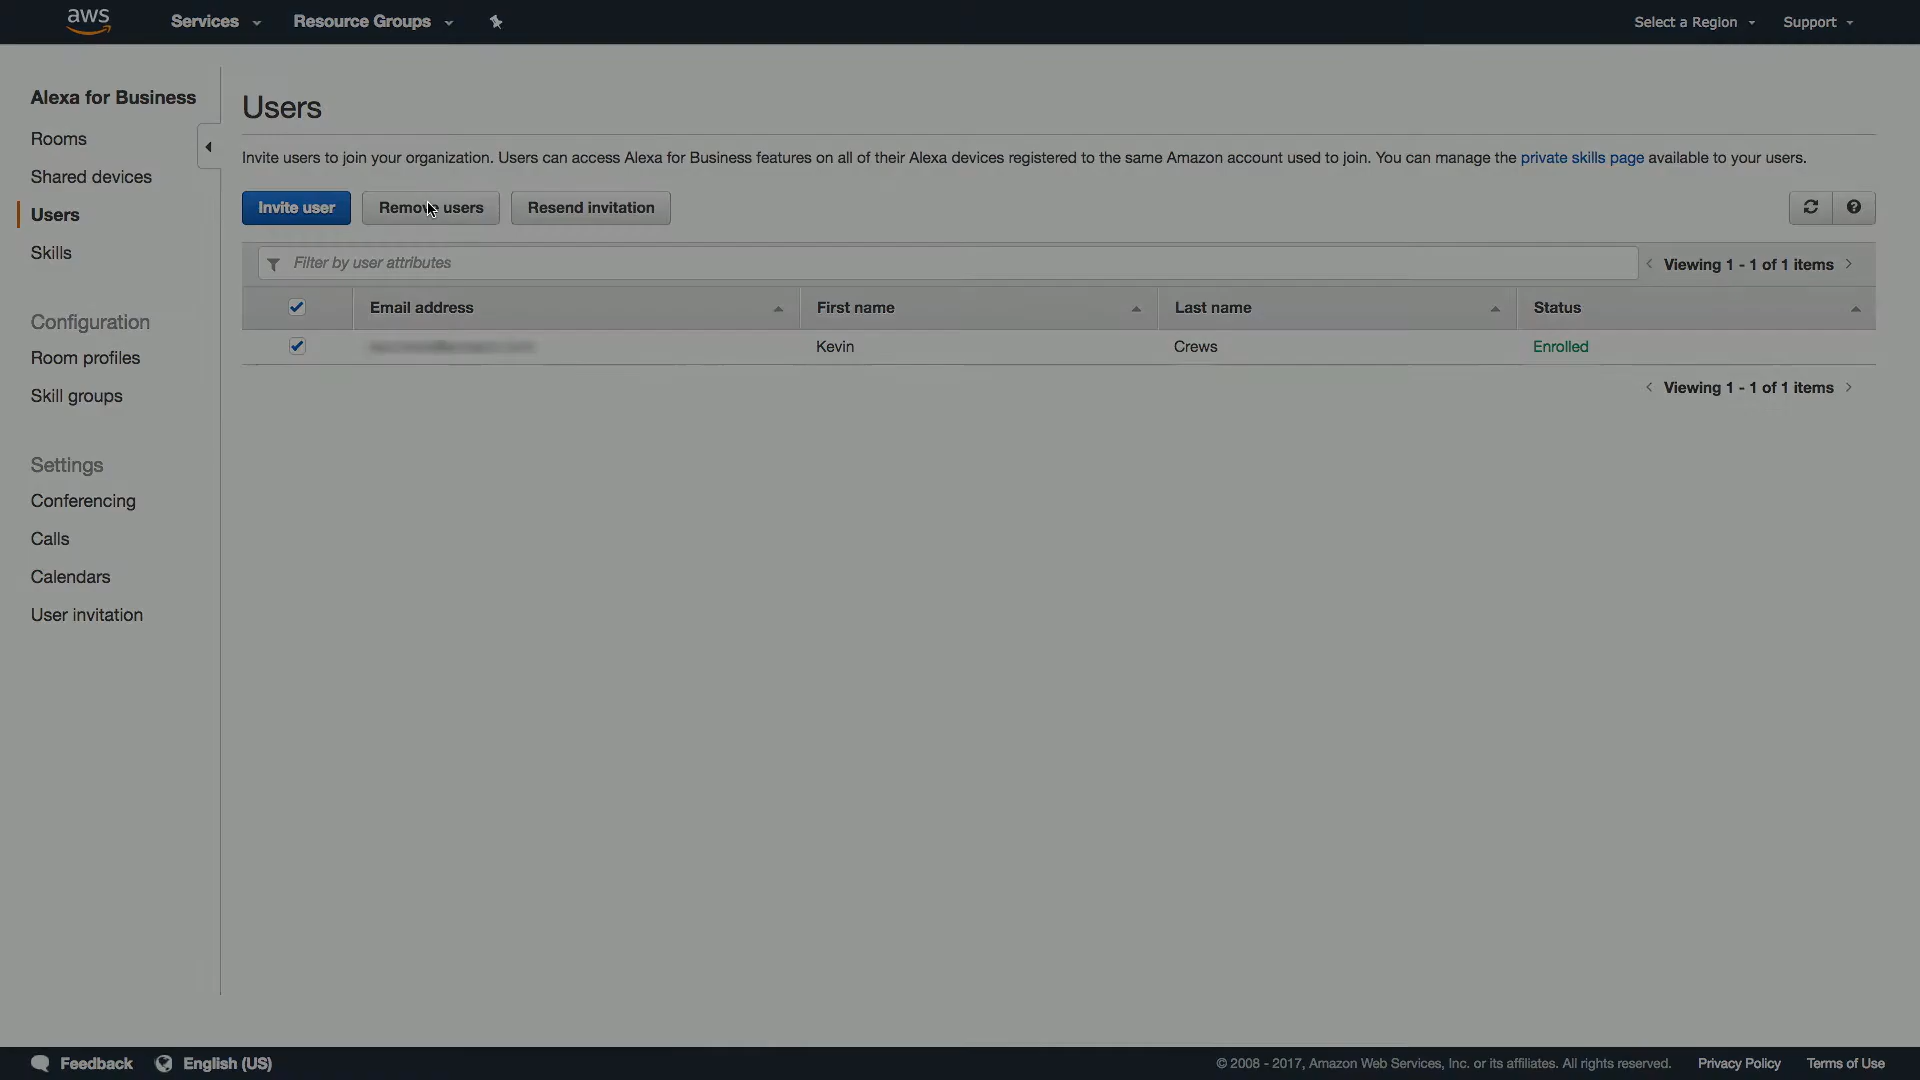 aws Services Resource Groups Select a Region Support
Alexa for Business
Rooms
Shared devices
Users
Skills
Configuration
Room profiles
Skill groups
Settings
Conferencing
Calls
Calendars
User invitation
Users
Invite users to join your organization. Users can access Alexa for Business features on all of their Alexa devices registered to the same Amazon account used to join. You can manage the private skills page available to your users.
Invite user Remove users Resend invitation
Filter by user attributes Viewing 1 - 1 of 1 items
Email address First name Last name Status
Kevin Crews Enrolled
Viewing 1 - 1 of 1 items
Feedback English (US) © 2008 - 2017, Amazon Web Services, Inc. or its affiliates. All rights reserved. Privacy Policy Terms of Use